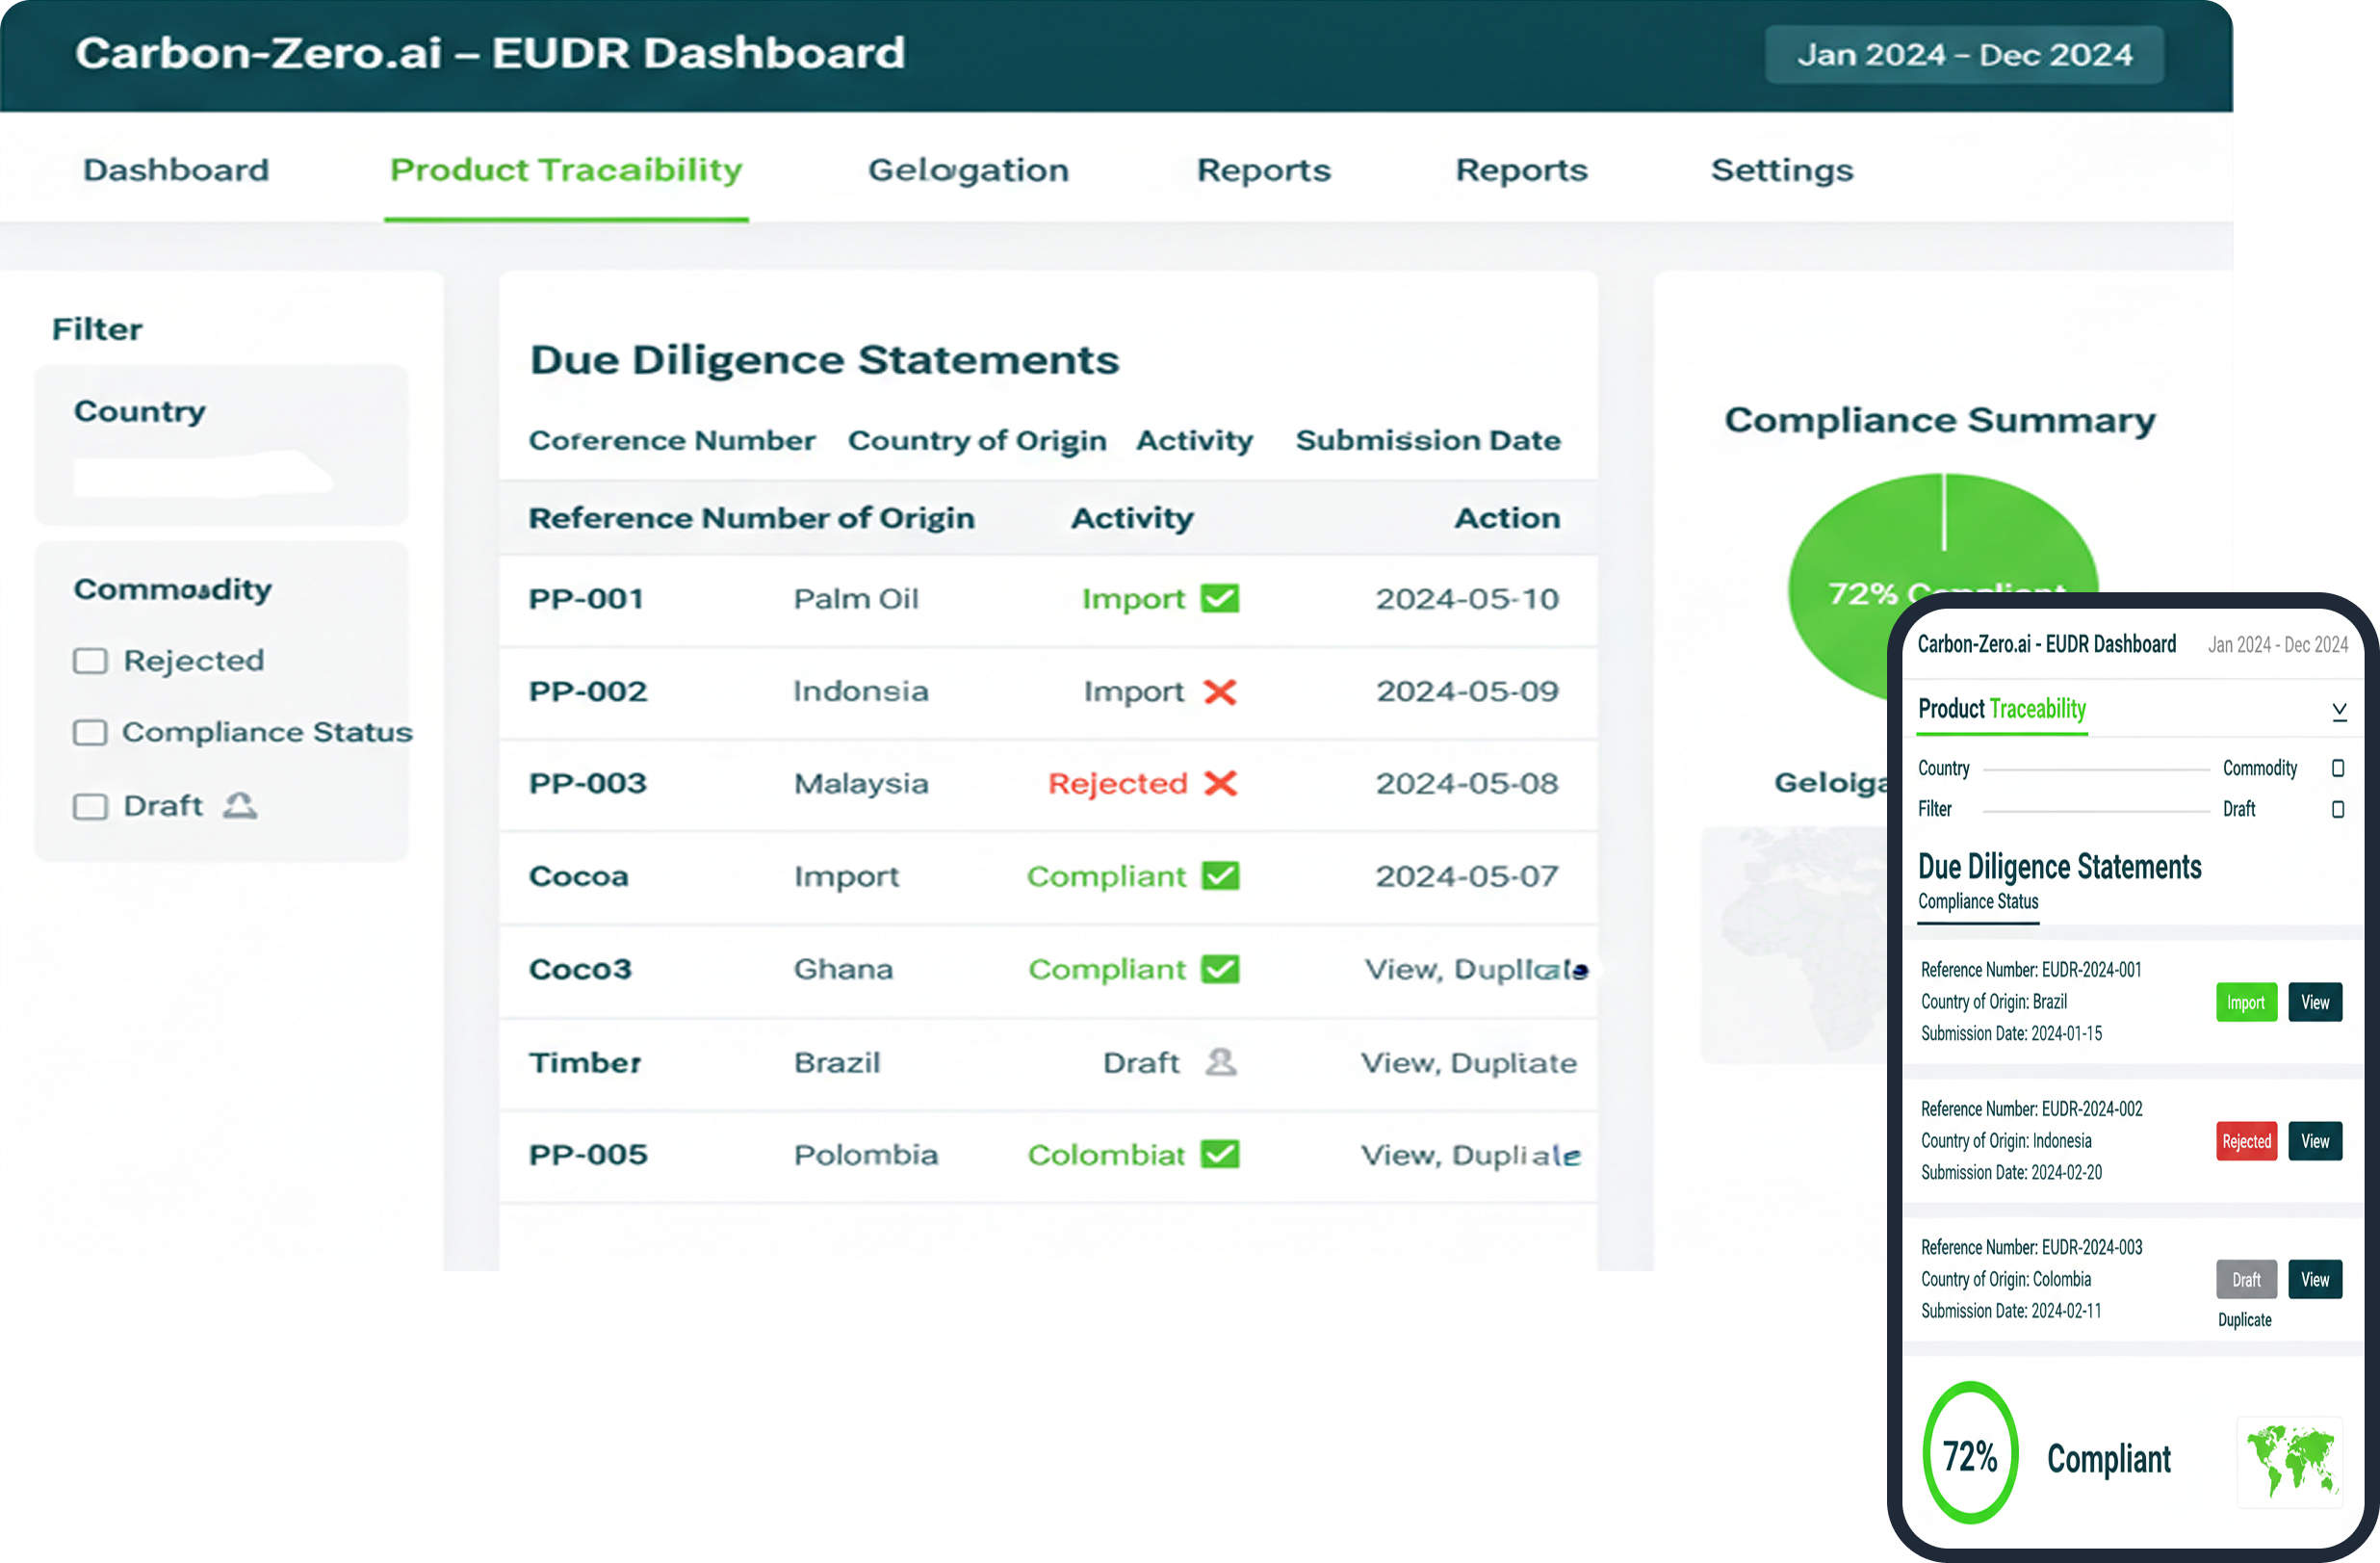 Carbon-Zero.ai – EUDR Dashboard Jan 2024 – Dec 2024
Dashboard Product Tracaibility Gelogation Reports Reports Settings
Filter
Country
Commodity
Rejected
Compliance Status
Draft
Due Diligence Statements
Coference Number Country of Origin Activity Submission Date
Reference Number of Origin Activity Action
PP-001 Palm Oil Import 2024-05-10
PP-002 Indonsia Import 2024-05-09
PP-003 Malaysia Rejected 2024-05-08
Cocoa Import Compliant 2024-05-07
Coco3 Ghana Compliant View,
Timber Brazil Draft View, Dupltate
PP-005 Polombia Colombiat View,
Compliance Summary
72% Compliant
Geloiga
Carbon-Zero.ai - EUDR Dashboard Jan 2024 - Dec 2024
Product Traceability
Country Commodity
Filter Draft
Due Diligence Statements
Compliance Status
Reference Number: EUDR-2024-001
Country of Origin: Brazil
Submission Date: 2024-01-15
Import View
Reference Number: EUDR-2024-002
Country of Origin: Indonesia
Submission Date: 2024-02-20
Rejected View
Reference Number: EUDR-2024-003
Country of Origin: Colombia
Submission Date: 2024-02-11
Draft View
Duplicate
72% Compliant